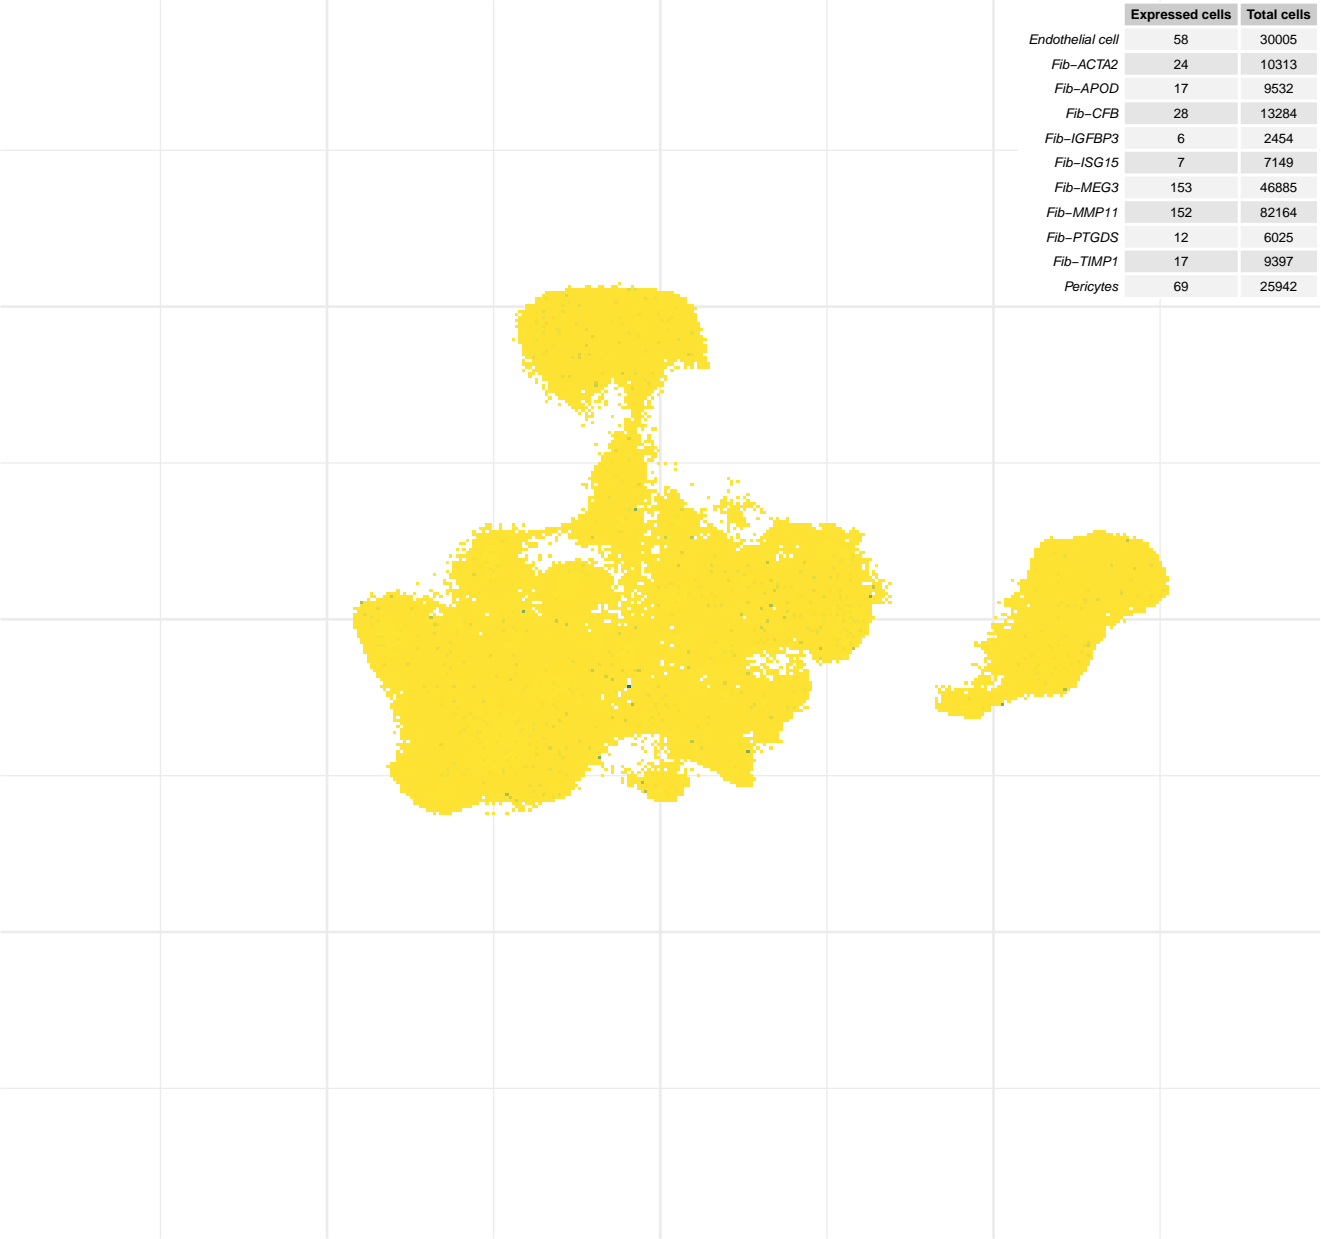 Expressed cells Total cells
Endothelial cell 58 30005
Fib−ACTA2 24 10313
Fib−APOD 17 9532
Fib−CFB 28 13284
Fib−IGFBP3 6 2454
Fib−ISG15 7 7149
Fib−MEG3 153 46885
Fib−MMP11 152 82164
Fib−PTGDS 12 6025
Fib−TIMP1 17 9397
Pericytes 69 25942